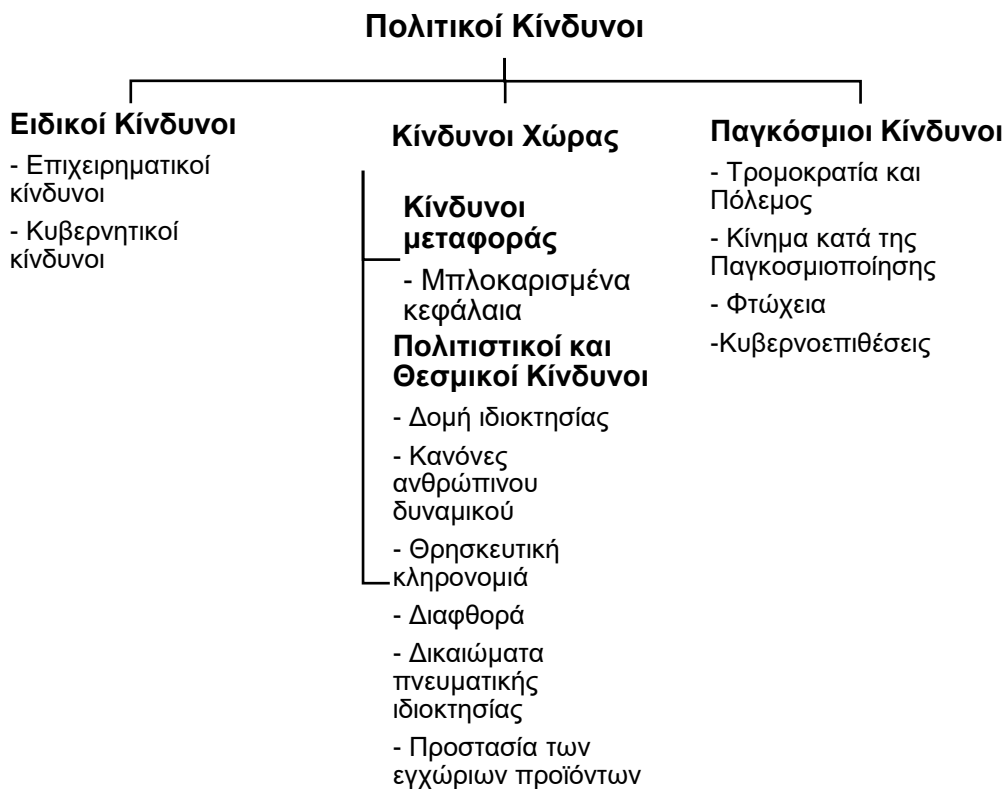 Πολιτικοί Κίνδυνοι
Ειδικοί Κίνδυνοι
- Επιχειρηματικοί
κίνδυνοι
- Κυβερνητικοί
κίνδυνοι
Κίνδυνοι Χώρας
Κίνδυνοι
μεταφοράς
- Μπλοκαρισμένα
κεφάλαια
Πολιτιστικοί και
Θεσμικοί Κίνδυνοι
- Δομή ιδιοκτησίας
- Κανόνες
ανθρώπινου
δυναμικού
- Θρησκευτική
κληρονομιά
- Διαφθορά
- Δικαιώματα
πνευματικής
ιδιοκτησίας
- Προστασία των
εγχώριων προϊόντων
Παγκόσμιοι Κίνδυνοι
- Τρομοκρατία και
Πόλεμος
- Κίνημα κατά της
Παγκοσμιοποίησης
- Φτώχεια
-Κυβερνοεπιθέσεις